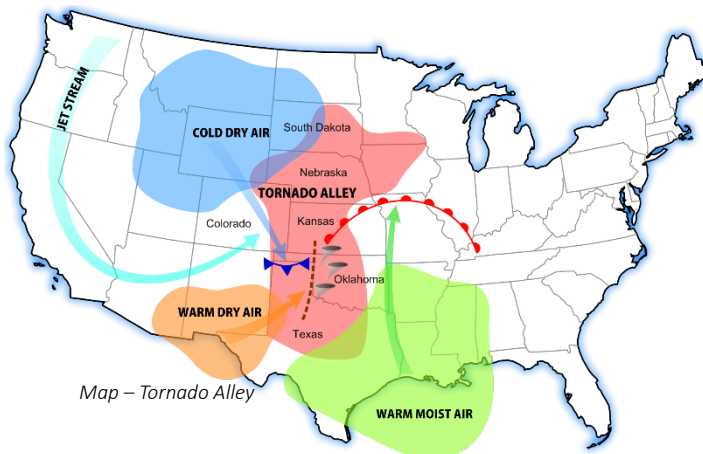 JET STREAM
COLD DRY AIR
South Dakota
Nebraska
TORNADO ALLEY
Colorado
Kansas
Oklahoma
WARM DRY AIR
Texas
Map – Tornado Alley
WARM MOIST AIR